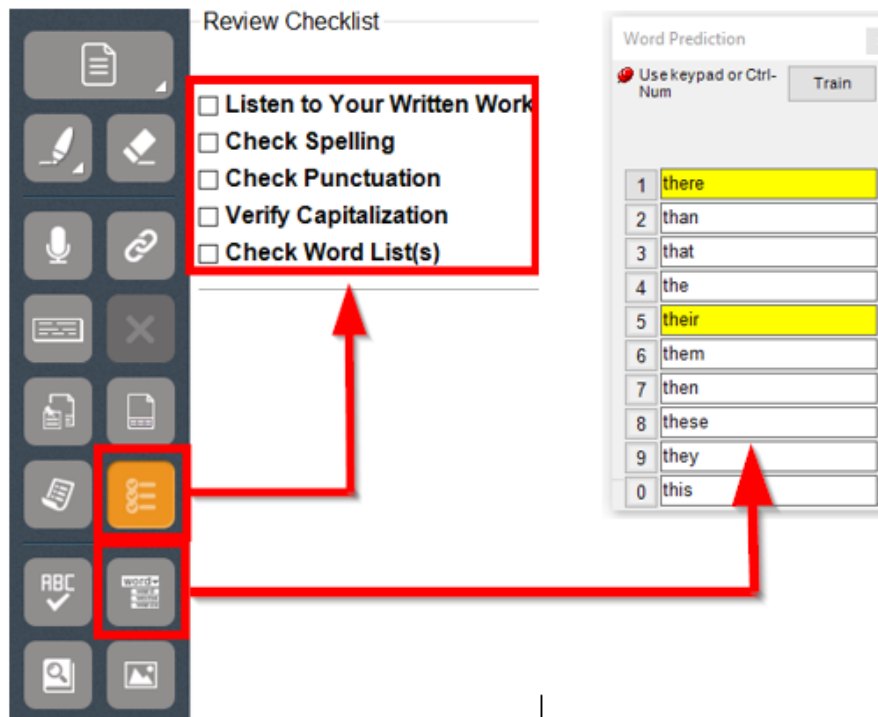 Review Checklist
☐ Listen to Your Written Work
☐ Check Spelling
☐ Check Punctuation
☐ Verify Capitalization
☐ Check Word List(s)
Word Prediction
Use keypad or Ctrl-
Num
Train
1 there
2 than
3 that
4 the
5 their
6 them
7 then
8 these
9 they
0 this
ABC
word